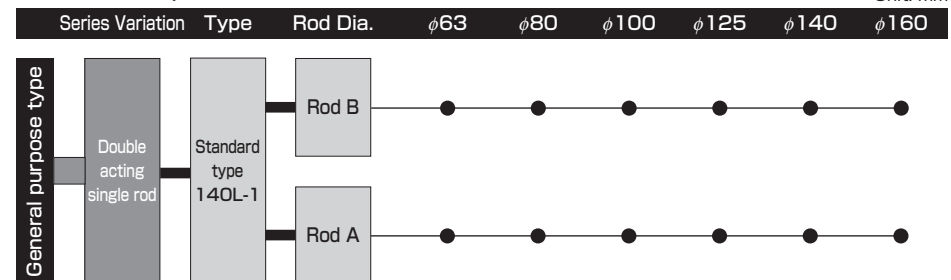 Series Variation Type Rod Dia. φ63 φ80 φ100 φ125 φ140 φ160
General purpose type
Double
acting
single rod
Standard
type
140L-1
Rod B
Rod A